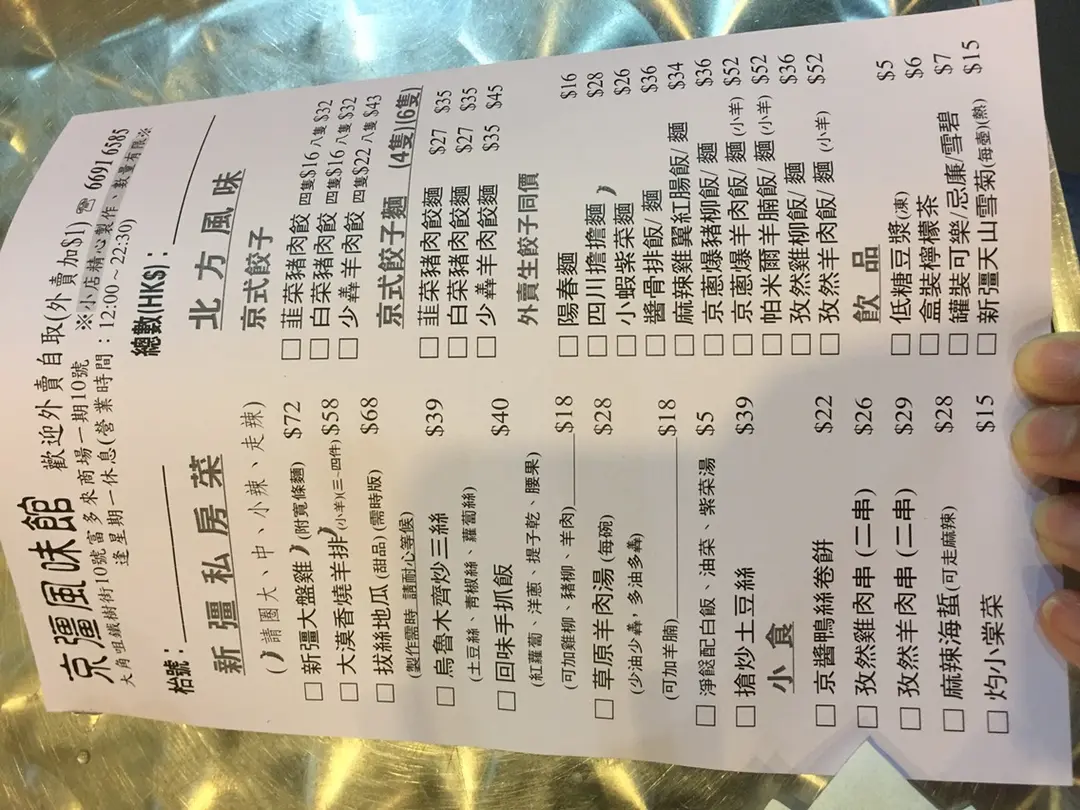 京彊風味館 歡迎外賣自取(外賣加$1) ☎ 6691 6585
大角咀鐵樹街10號富多來商場一期10號 ※小店精心製作、數量有限※
逢星期一休息(營業時間：12:00～22:30)
枱號：
總數(HK$)：
新彊私房菜
(請圈大、中、小辣、走辣)
□ 新彊大盤雞 (附寬條麵) $72
□ 大漠香燒羊排 (小羊)(三~四件) $58
□ 拔絲地瓜 (甜品)(需時版) $68
(製作需時 請耐心等候)
□ 烏魯木齊炒三絲 $39
(土豆絲、青椒絲、蘿蔔絲)
□ 回味手抓飯 $40
(紅蘿蔔、洋蔥、提子乾、腰果)
(可加雞柳、豬柳、羊肉) $18
□ 草原羊肉湯 (每碗) $28
(少油少羴，多油多羴)
(可加羊腩) $18
□ 淨餸配白飯、油菜、紫菜湯 $5
□ 搶炒土豆絲 $39
小食
□ 京醬鴨絲卷餅 $22
□ 孜然雞肉串 (二串) $26
□ 孜然羊肉串 (二串) $29
□ 麻辣海蜇 (可走麻辣) $28
□ 灼小棠菜 $15
北方風味
京式餃子
□ 韮菜豬肉餃 四隻$16 八隻$32
□ 白菜豬肉餃 四隻$16 八隻$32
□ 少羴羊肉餃 四隻$22 八隻$43
京式餃子麵 (4隻)(6隻)
□ 韮菜豬肉餃麵 $27 $35
□ 白菜豬肉餃麵 $27 $35
□ 少羴羊肉餃麵 $35 $45
外賣生餃子同價
□ 陽春麵 $16
□ 四川擔擔麵 $28
□ 小蝦紫菜麵 $26
□ 醬骨排飯/ 麵 $36
□ 麻辣雞翼紅腸飯/ 麵 $34
□ 京蔥爆豬柳飯/ 麵 $36
□ 京蔥爆羊肉飯/ 麵 (小羊) $52
□ 帕米爾羊腩飯/ 麵 (小羊) $52
□ 孜然雞柳飯/ 麵 $36
□ 孜然羊肉飯/ 麵 (小羊) $52
飲品
□ 低糖豆漿(凍) $5
□ 盒裝檸檬茶 $6
□ 罐裝可樂/忌廉/雪碧 $7
□ 新彊天山雪菊(每壺)(熱) $15